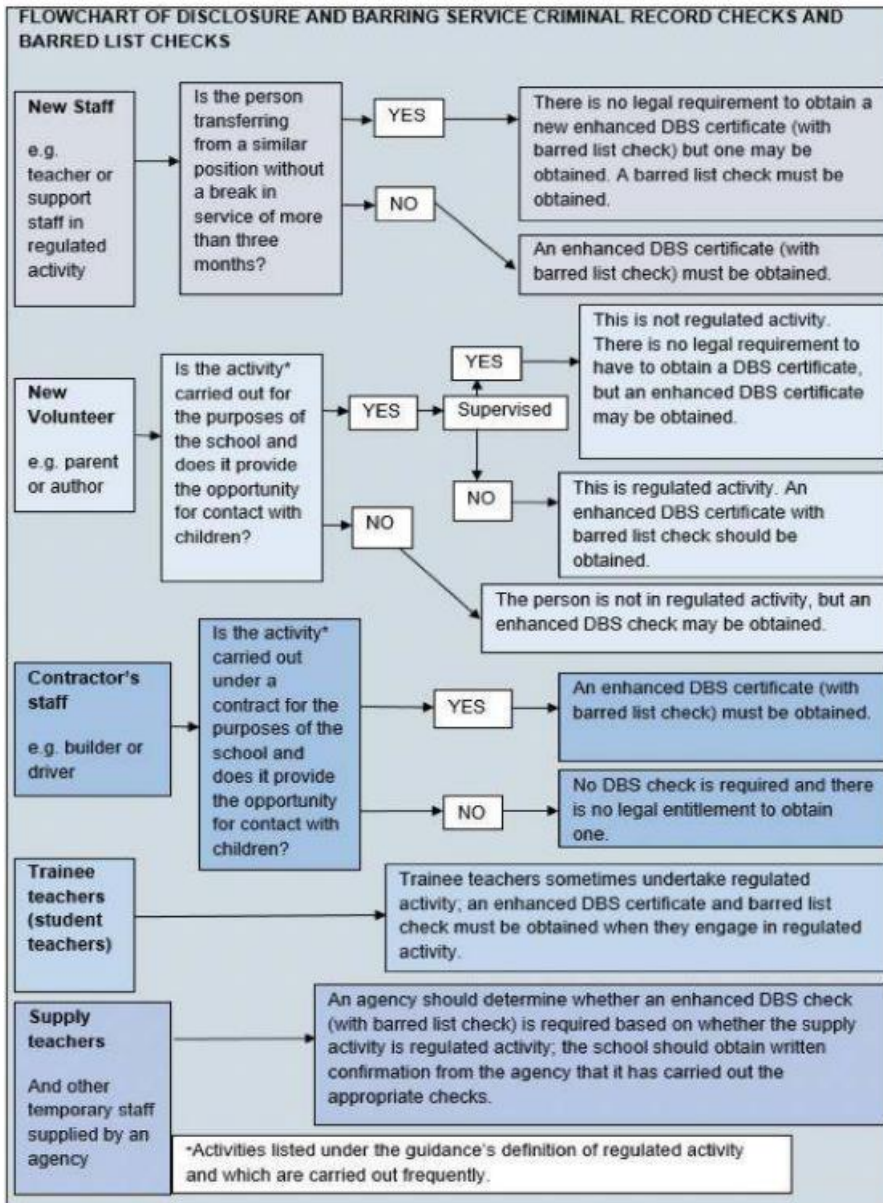 FLOWCHART OF DISCLOSURE AND BARRING SERVICE CRIMINAL RECORD CHECKS AND
BARRED LIST CHECKS
New Staff
e.g.
teacher or
support
staff in
regulated
activity
Is the person
transferring
from a similar
position without
a break in
service of more
than three
months?
YES
There is no legal requirement to obtain a
new enhanced DBS certificate (with
barred list check) but one may be
obtained. A barred list check must be
obtained.
NO
An enhanced DBS certificate (with
barred list check) must be obtained.
New
Volunteer
e.g. parent
or author
Is the activity*
carried out for
the purposes of
the school and
does it provide
the opportunity
for contact with
children?
YES
Supervised
YES
This is not regulated activity.
There is no legal requirement to
have to obtain a DBS certificate,
but an enhanced DBS certificate
may be obtained.
NO
This is regulated activity. An
enhanced DBS certificate with
barred list check should be
obtained.
NO
The person is not in regulated activity, but an
enhanced DBS check may be obtained.
Contractor's
staff
e.g. builder or
driver
Is the activity*
carried out
under a
contract for the
purposes of the
school and
does it provide
the opportunity
for contact with
children?
YES
An enhanced DBS certificate (with
barred list check) must be obtained.
NO
No DBS check is required and there
is no legal entitlement to obtain
one.
Trainee
teachers
(student
teachers)
Trainee teachers sometimes undertake regulated
activity; an enhanced DBS certificate and barred list
check must be obtained when they engage in regulated
activity.
Supply
teachers
And other
temporary staff
supplied by an
agency
An agency should determine whether an enhanced DBS check
(with barred list check) is required based on whether the supply
activity is regulated activity; the school should obtain written
confirmation from the agency that it has carried out the
appropriate checks.
*Activities listed under the guidance's definition of regulated activity
and which are carried out frequently.